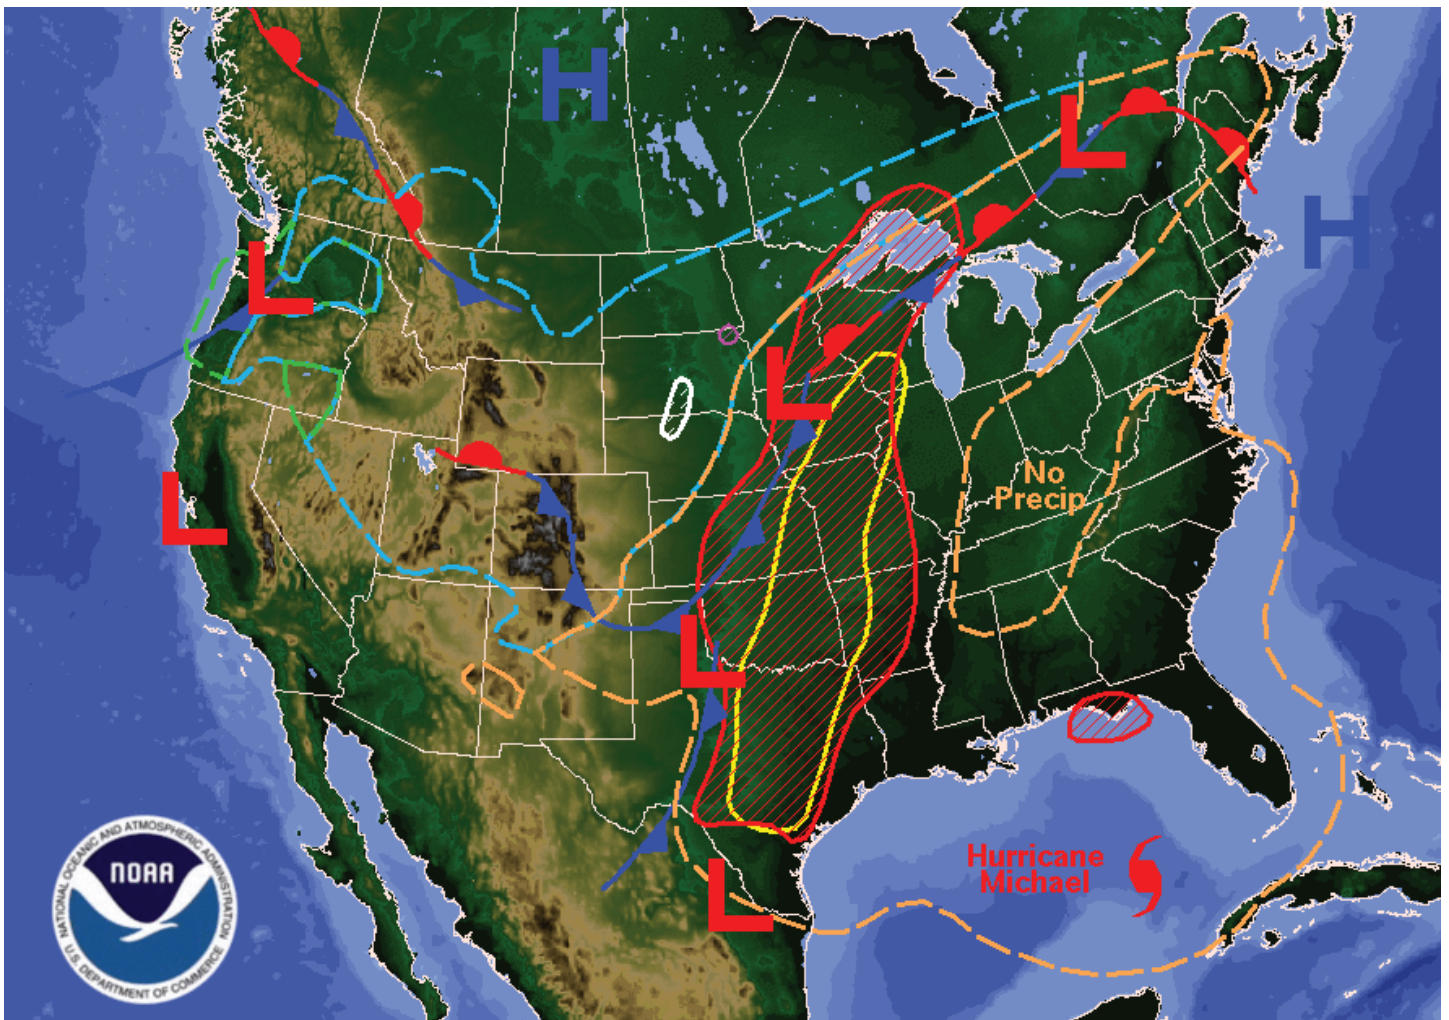 H
L
H
L
L
No
Precip
L
L
Hurricane
Michael
L
NATIONAL OCEANIC AND ATMOSPHERIC ADMINISTRATION
NOAA
U.S. DEPARTMENT OF COMMERCE